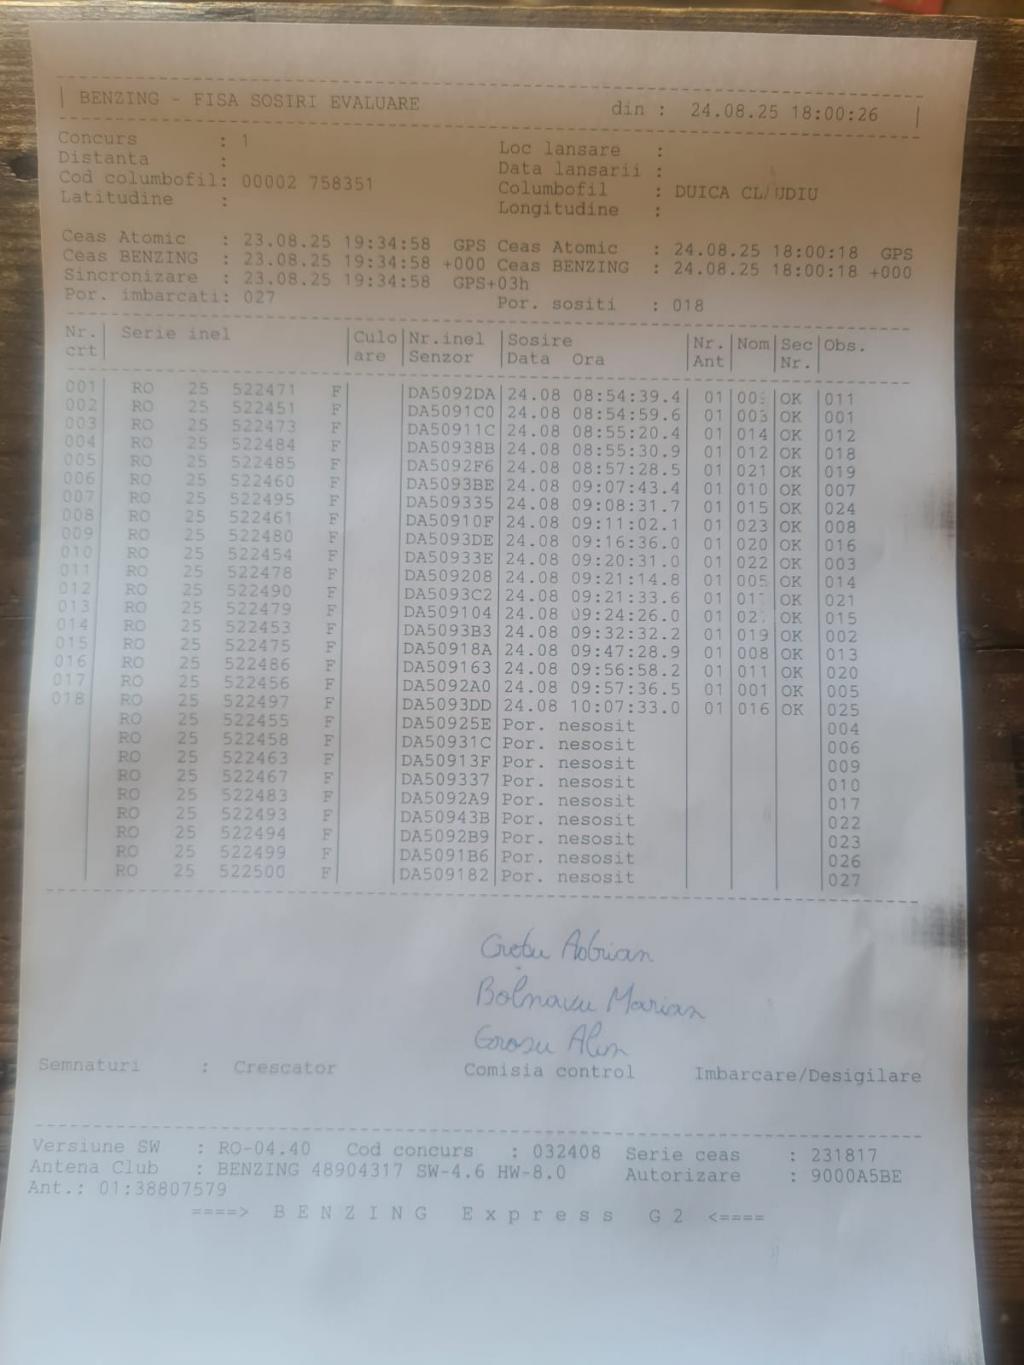 BENZING - FISA SOSIRI EVALUARE din : 24.08.25 18:00:26
Concurs : 1 Loc lansare :
Distanta : Data lansarii :
Cod columbofil: 00002 758351 Columbofil : DUICA CL/UDIU
Latitudine : Longitudine :
Ceas Atomic : 23.08.25 19:34:58 GPS Ceas Atomic : 24.08.25 18:00:18 GPS
Ceas BENZING : 23.08.25 19:34:58 +000 Ceas BENZING : 24.08.25 18:00:18 +000
Sincronizare : 23.08.25 19:34:58 GPS+03h
Por. imbarcati: 027 Por. sositi : 018
Nr. Serie inel Culo Nr.inel Sosire Nr. Nom Sec Obs.
crt are Senzor Data Ora Ant Nr.
001 RO 25 522471 F DA5092DA 24.08 08:54:39.4 01 OK 011
002 RO 25 522451 F DA5091C0 24.08 08:54:59.6 01 003 OK 001
003 RO 25 522473 F DA50911C 24.08 08:55:20.4 01 014 OK 012
004 RO 25 522484 F DA50938B 24.08 08:55:30.9 01 012 OK 018
005 RO 25 522485 F DA5092F6 24.08 08:57:28.5 01 021 OK 019
006 RO 25 522460 F DA5093BE 24.08 09:07:43.4 01 010 OK 007
007 RO 25 522495 F DA509335 24.08 09:08:31.7 01 015 OK 024
008 RO 25 522461 F DA50910F 24.08 09:11:02.1 01 023 OK 008
009 RO 25 522480 F DA5093DE 24.08 09:16:36.0 01 020 OK 016
010 RO 25 522454 F DA50933E 24.08 09:20:31.0 01 022 OK 003
011 RO 25 522478 F DA509208 24.08 09:21:14.8 01 005 OK 014
012 RO 25 522490 F DA5093C2 24.08 09:21:33.6 01 OK 021
013 RO 25 522479 F DA509104 24.08 09:24:26.0 01 OK 015
014 RO 25 522453 F DA5093B3 24.08 09:32:32.2 01 019 OK 002
015 RO 25 522475 F DA50918A 24.08 09:47:28.9 01 008 OK 013
016 RO 25 522486 F DA509163 24.08 09:56:58.2 01 011 OK 020
017 RO 25 522456 F DA5092A0 24.08 09:57:36.5 01 001 OK 005
018 RO 25 522497 F DA5093DD 24.08 10:07:33.0 01 016 OK 025
RO 25 522455 F DA50925E Por. nesosit 004
RO 25 522458 F DA50931C Por. nesosit 006
RO 25 522463 F DA50913F Por. nesosit 009
RO 25 522467 F DA509337 Por. nesosit 010
RO 25 522483 F DA5092A9 Por. nesosit 017
RO 25 522493 F DA50943B Por. nesosit 022
RO 25 522494 F DA5092B9 Por. nesosit 023
RO 25 522499 F DA5091B6 Por. nesosit 026
RO 25 522500 F DA509182 Por. nesosit 027
Crețu Adrian
Bolnavu Marian
Grosu Alin
Semnaturi : Crescator Comisia control Imbarcare/Desigilare
Versiune SW : RO-04.40 Cod concurs : 032408 Serie ceas : 231817
Antena Club : BENZING 48904317 SW-4.6 HW-8.0 Autorizare : 9000A5BE
Ant.: 01:38807579
====> B E N Z I N G E x p r e s s G 2 <====